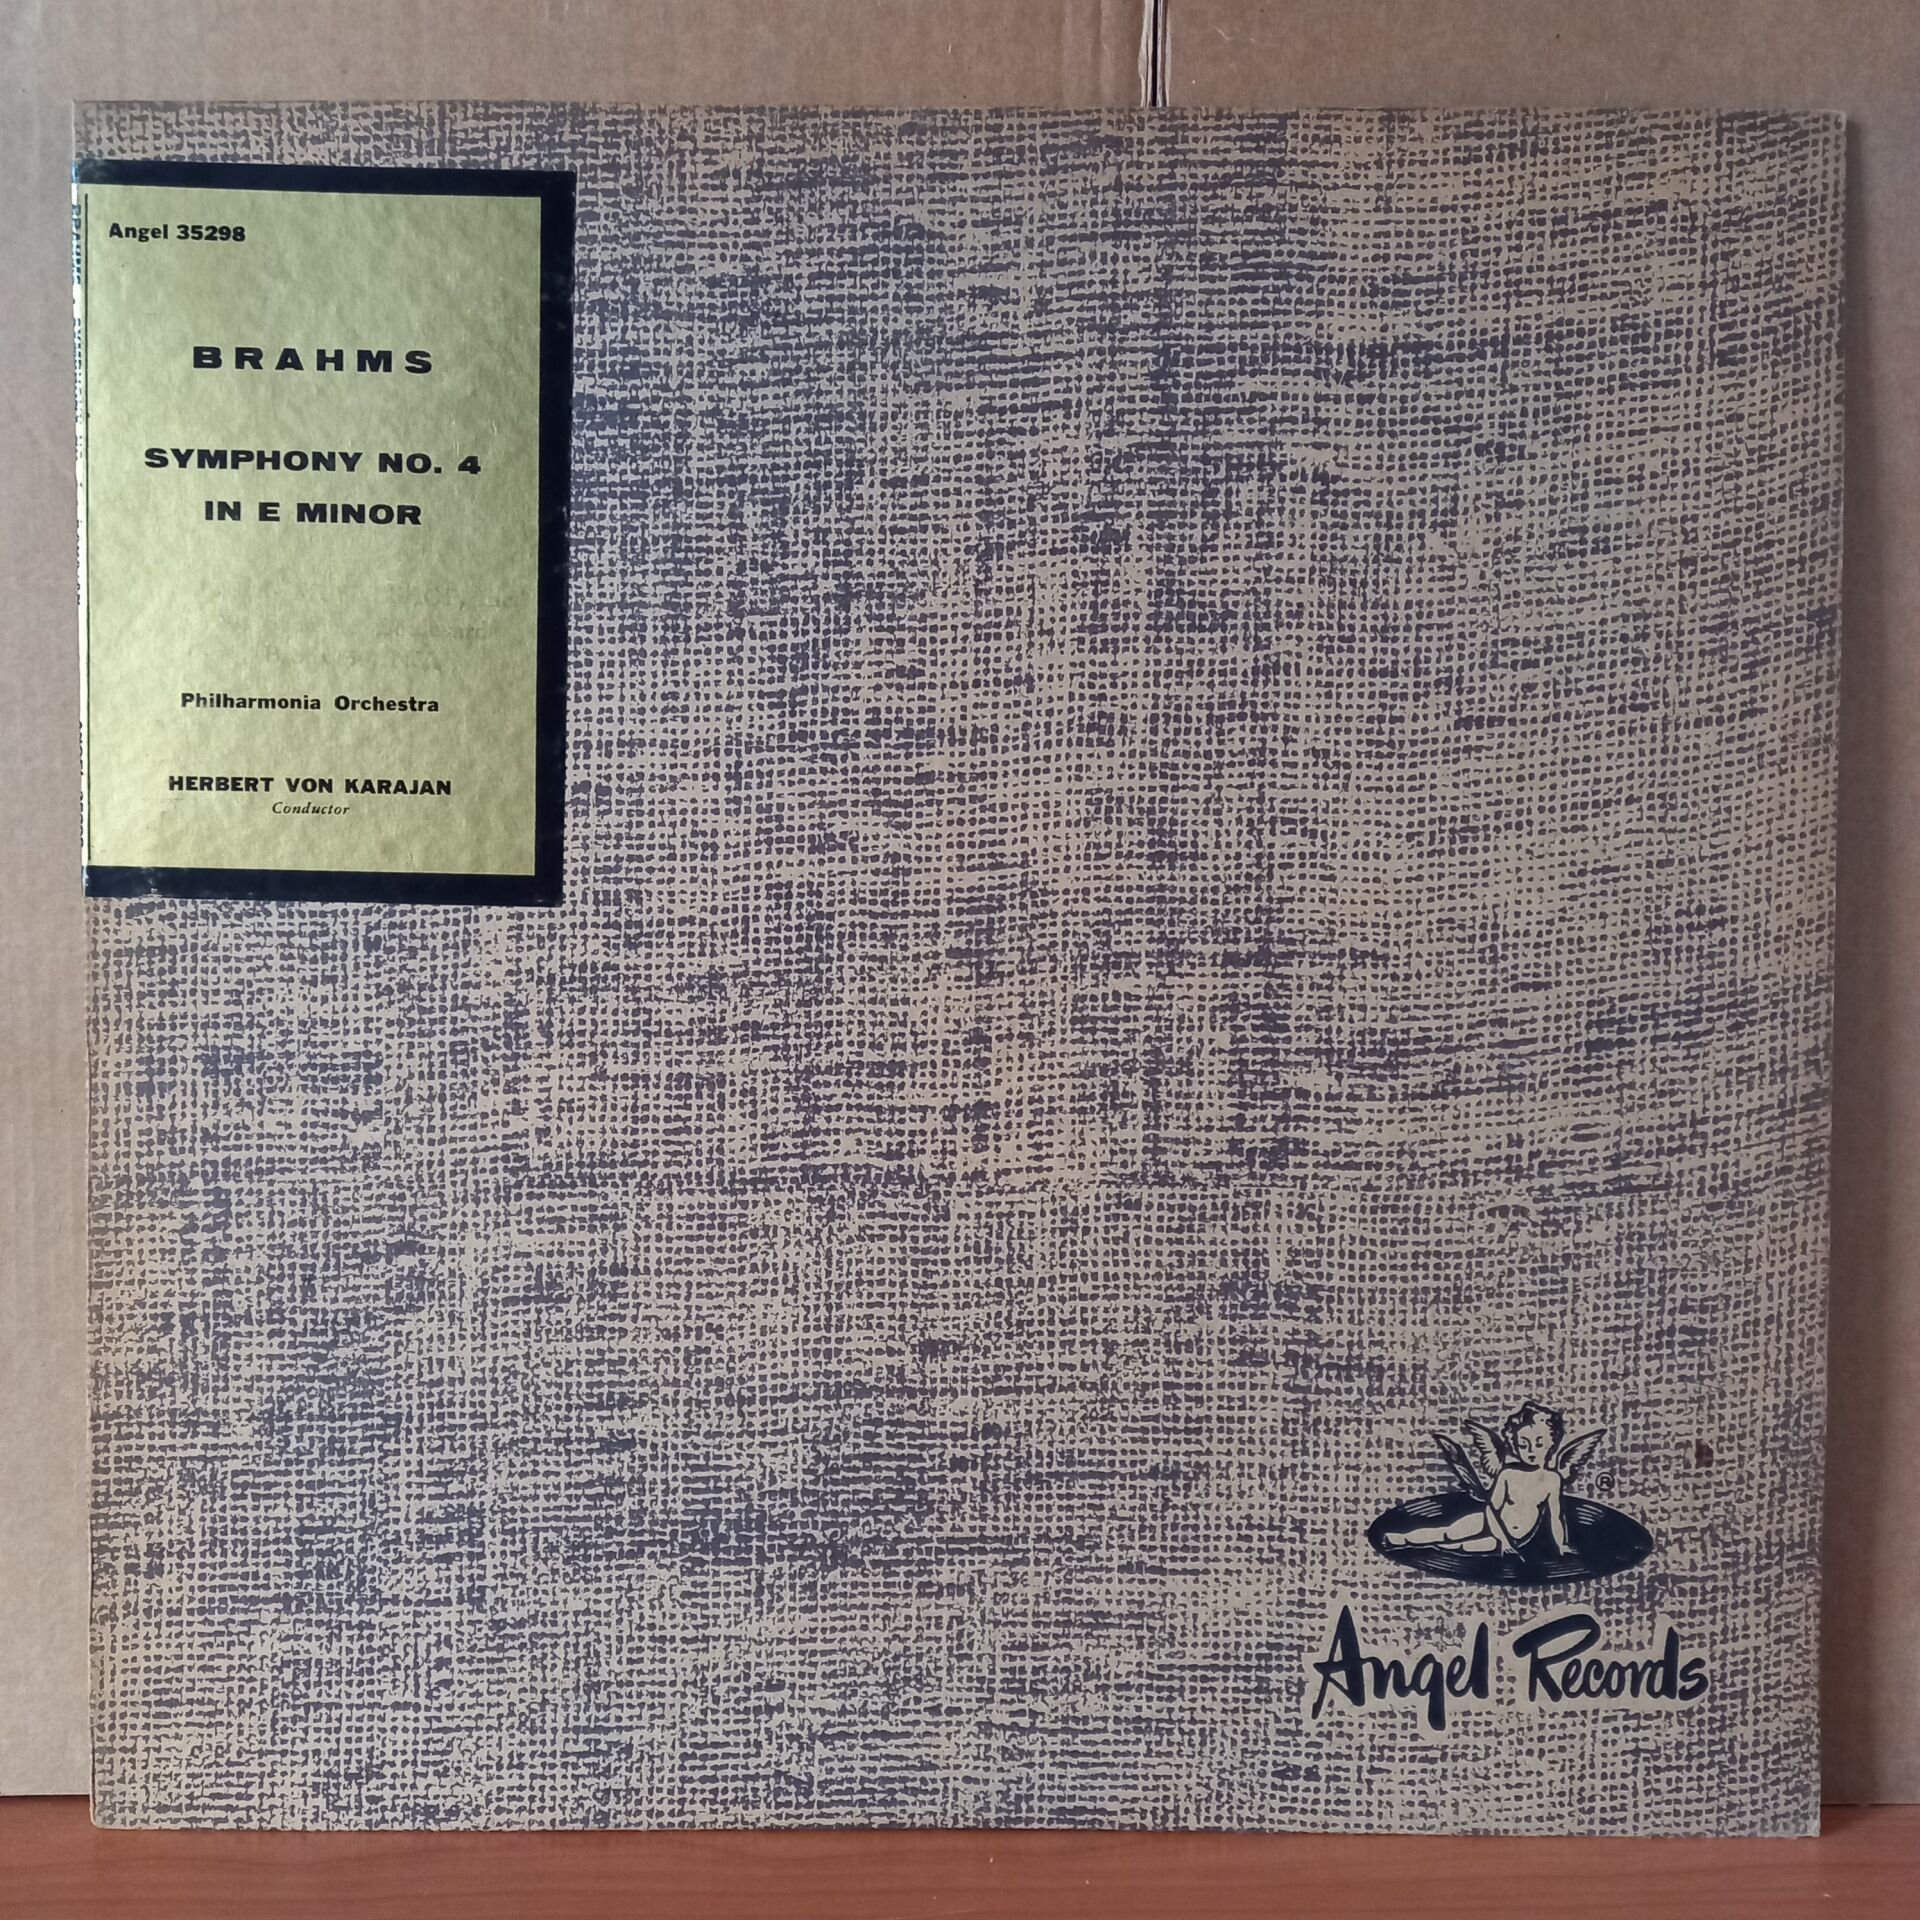 Angel 35298
BRAHMS
SYMPHONY NO. 4
IN E MINOR
Philharmonia Orchestra
HERBERT VON KARAJAN
Conductor
®
Angel Records